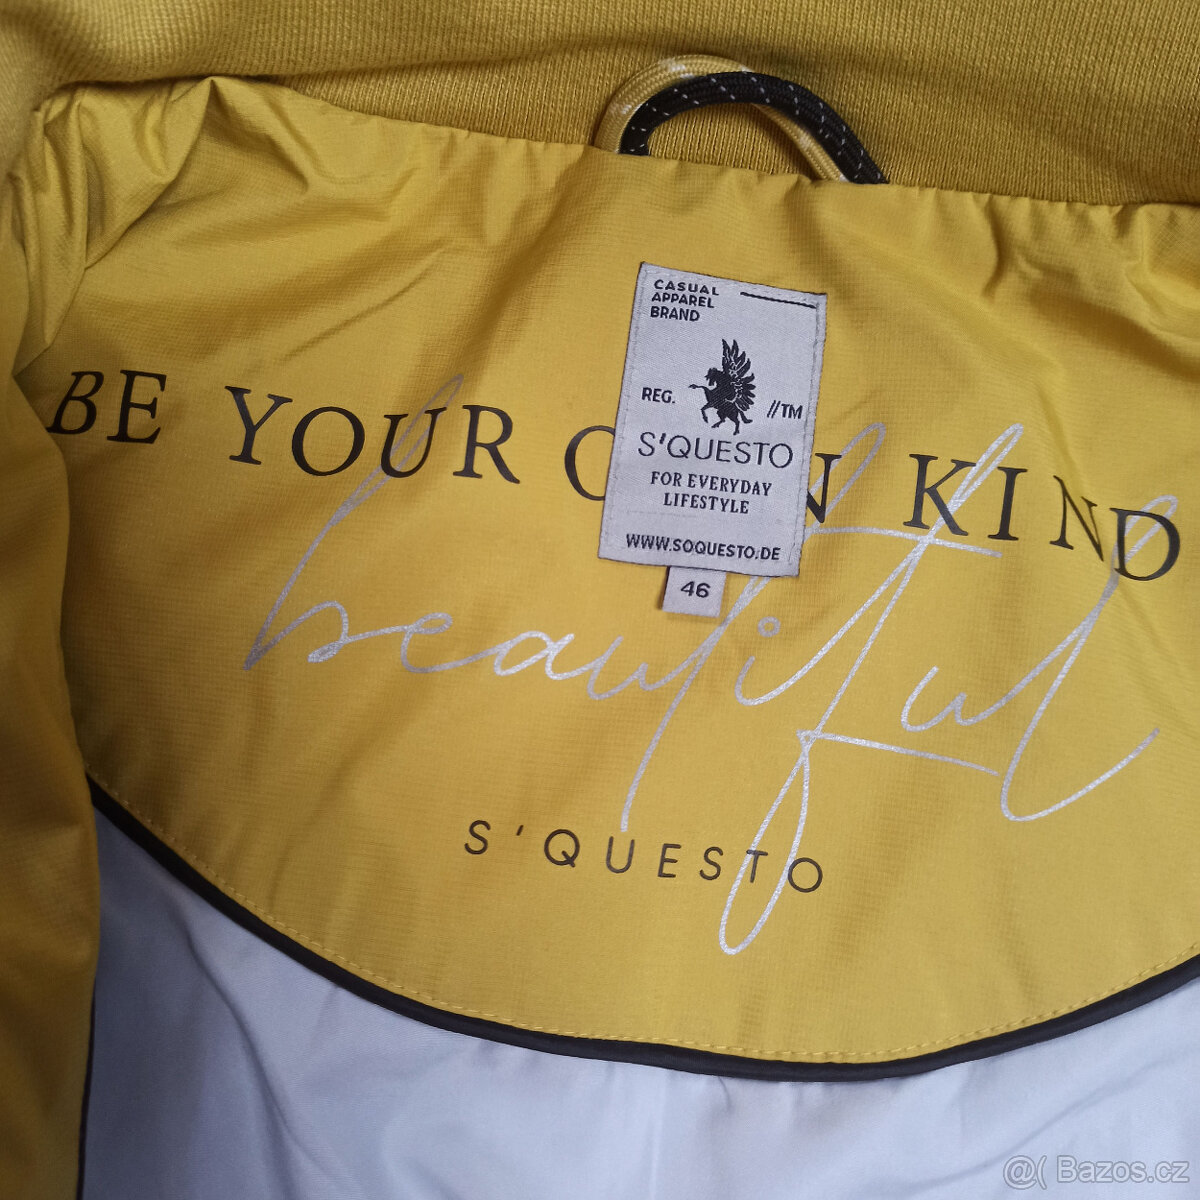 CASUAL
APPAREL
BRAND
REG. //TM
S'QUESTO
FOR EVERYDAY
LIFESTYLE
WWW.SOQUESTO.DE
46
BE YOUR KIND
beautiful
S'QUESTO
@( Bazos.cz